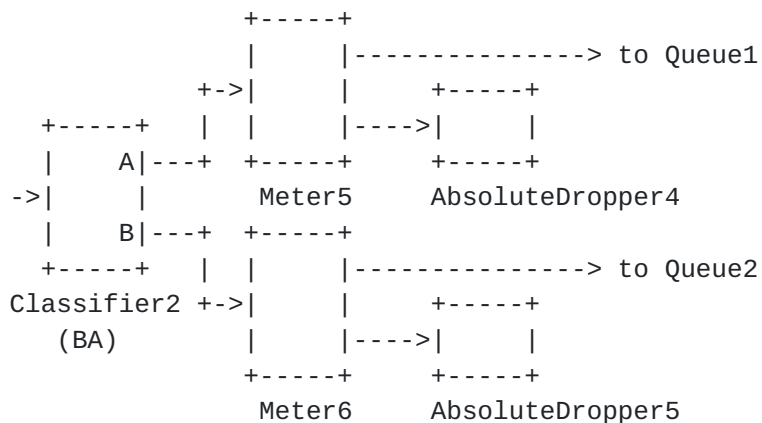 +-----+
                |     |---------------> to Queue1
             +->|     |     +-----+
  +-----+    |  |     |---->|     |
  |    A|---+   +-----+     +-----+
->|     |        Meter5     AbsoluteDropper4
  |    B|---+   +-----+
  +-----+    |  |     |---------------> to Queue2
Classifier2  +->|     |     +-----+
   (BA)         |     |---->|     |
                +-----+     +-----+
                 Meter6     AbsoluteDropper5